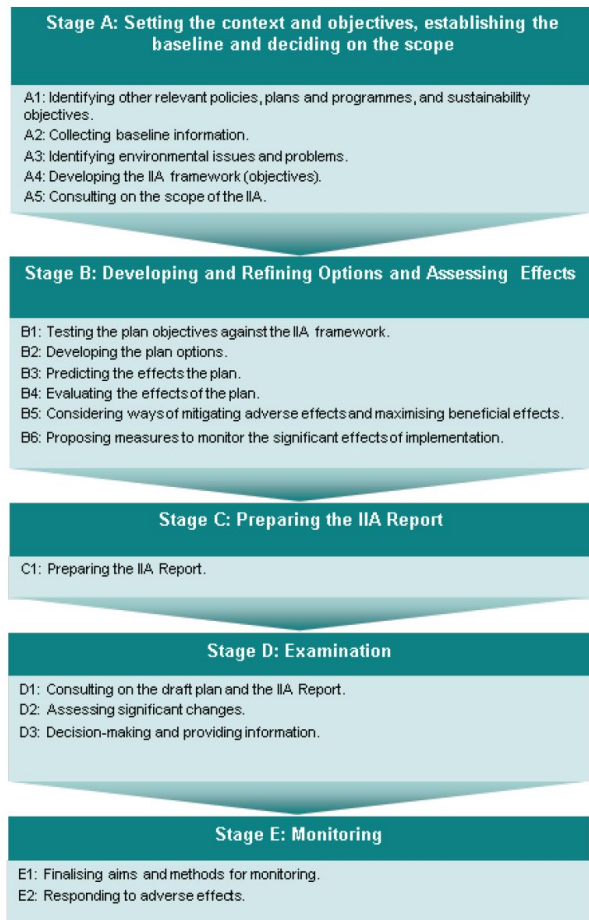 Stage A: Setting the context and objectives, establishing the
baseline and deciding on the scope
A1: Identifying other relevant policies, plans and programmes, and sustainability
objectives.
A2: Collecting baseline information.
A3: Identifying environmental issues and problems.
A4: Developing the IIA framework (objectives).
A5: Consulting on the scope of the IIA.
Stage B: Developing and Refining Options and Assessing Effects
B1: Testing the plan objectives against the IIA framework.
B2: Developing the plan options.
B3: Predicting the effects the plan.
B4: Evaluating the effects of the plan.
B5: Considering ways of mitigating adverse effects and maximising beneficial effects.
B6: Proposing measures to monitor the significant effects of implementation.
Stage C: Preparing the IIA Report
C1: Preparing the IIA Report.
Stage D: Examination
D1: Consulting on the draft plan and the IIA Report.
D2: Assessing significant changes.
D3: Decision-making and providing information.
Stage E: Monitoring
E1: Finalising aims and methods for monitoring.
E2: Responding to adverse effects.